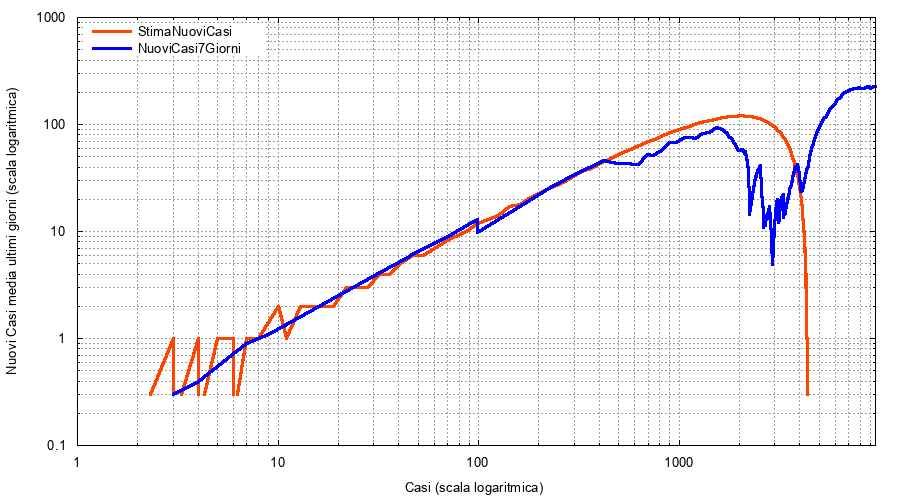 1000
StimaNuoviCasi
NuoviCasi7Giorni
100
10
1
0.1
Nuovi Casi media ultimi giorni (scala logaritmica)
1 10 100 1000
Casi (scala logaritmica)